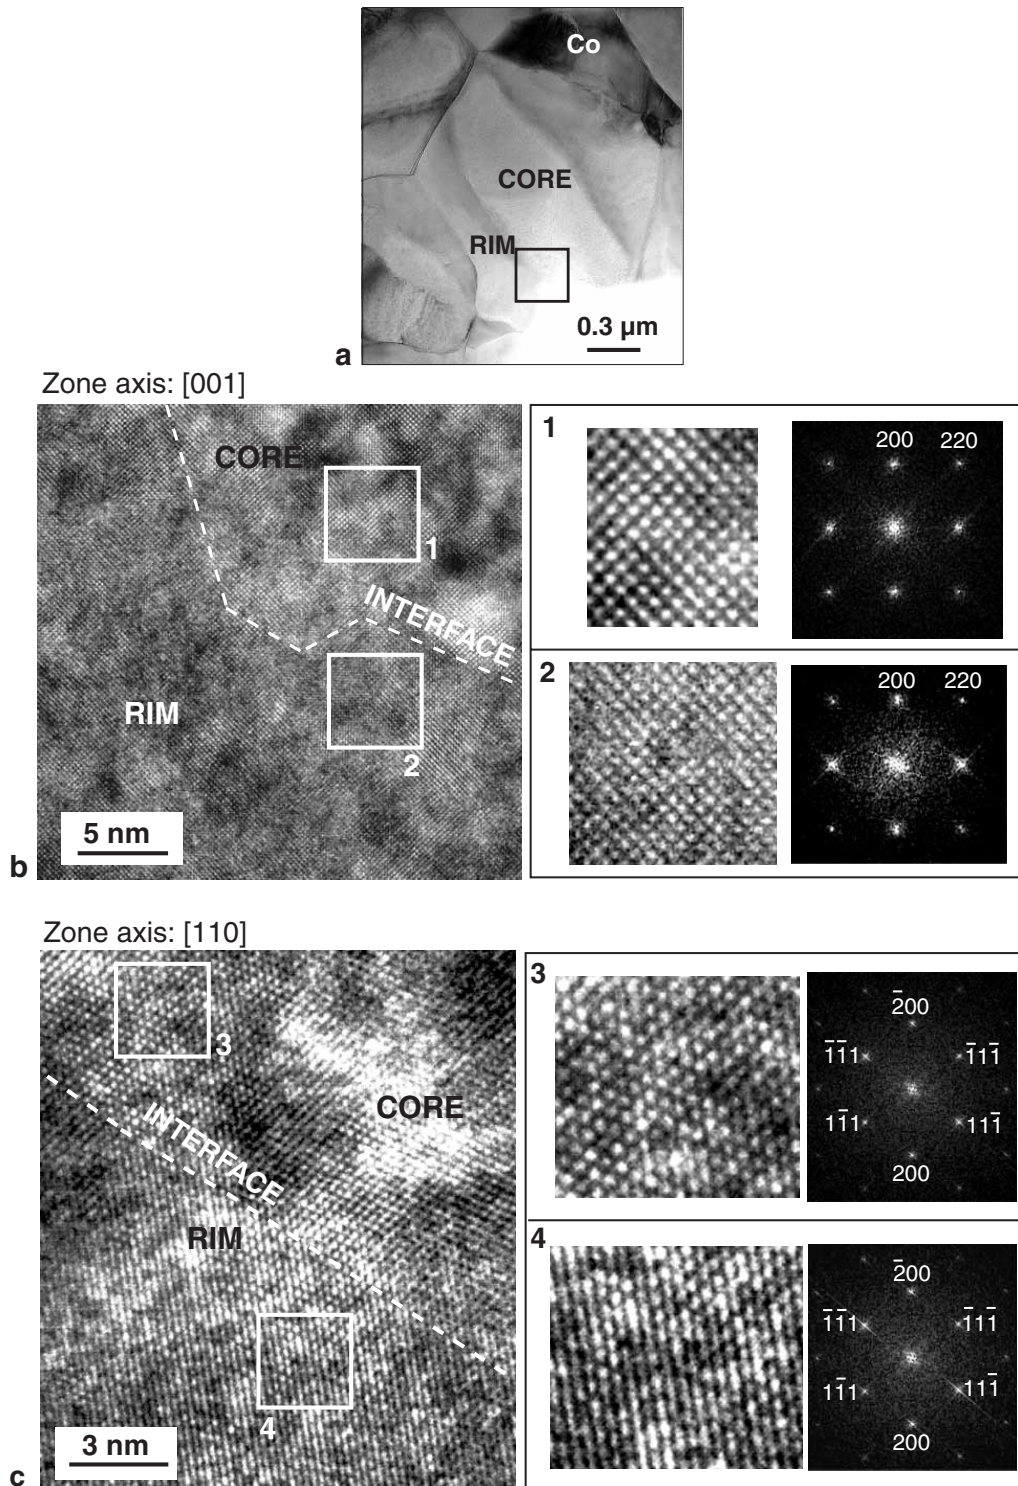 Co
CORE
RIM
0.3 µm
a
Zone axis: [001]
CORE
1
INTERFACE
RIM
2
5 nm
b
1
200 220
2
200 220
Zone axis: [110]
3
CORE
INTERFACE
RIM
4
3 nm
c
3
2̅00
1̅1̅1 1̅11̅
11̅1 111̅
200
4
2̅00
1̅1̅1 1̅11̅
11̅1 111̅
200